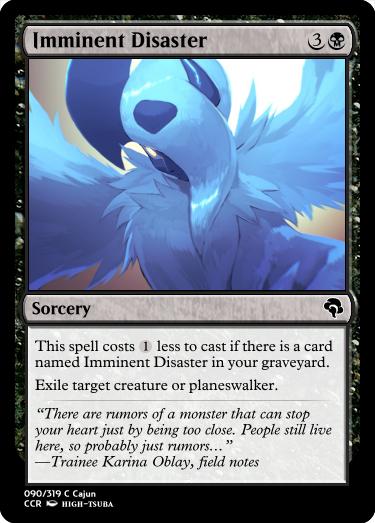 Imminent Disaster 3
Sorcery
This spell costs 1 less to cast if there is a card
named Imminent Disaster in your graveyard.
Exile target creature or planeswalker.
“There are rumors of a monster that can stop
your heart just by being too close. People still live
here, so probably just rumors…”
—Trainee Karina Oblay, field notes
090/319 C Cajun
CCR HIGH-TSUBA